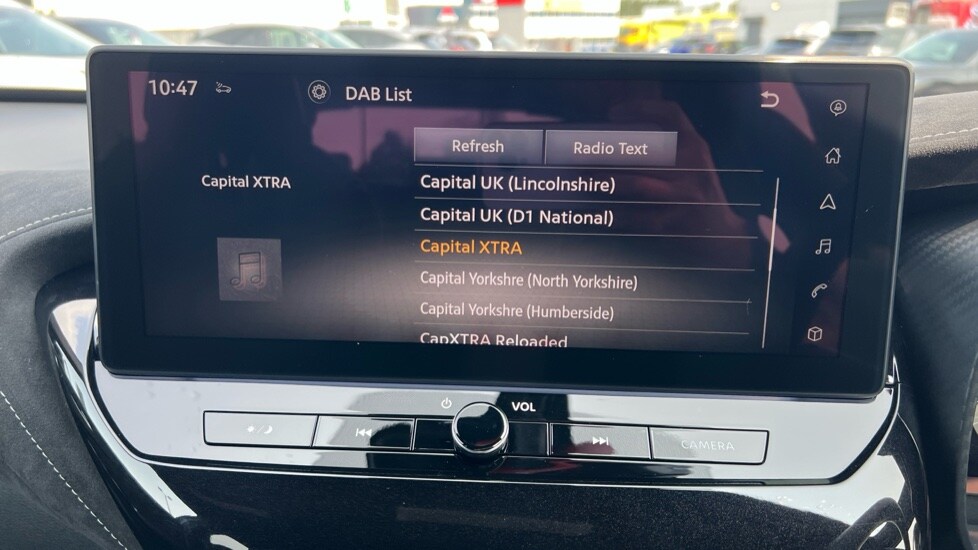 10:47
DAB List
Refresh
Radio Text
Capital XTRA
Capital UK (Lincolnshire)
Capital UK (D1 National)
Capital XTRA
Capital Yorkshre (North Yorkshire)
Capital Yorkshre (Humberside)
CapXTRA Reloaded
VOL
CAMERA